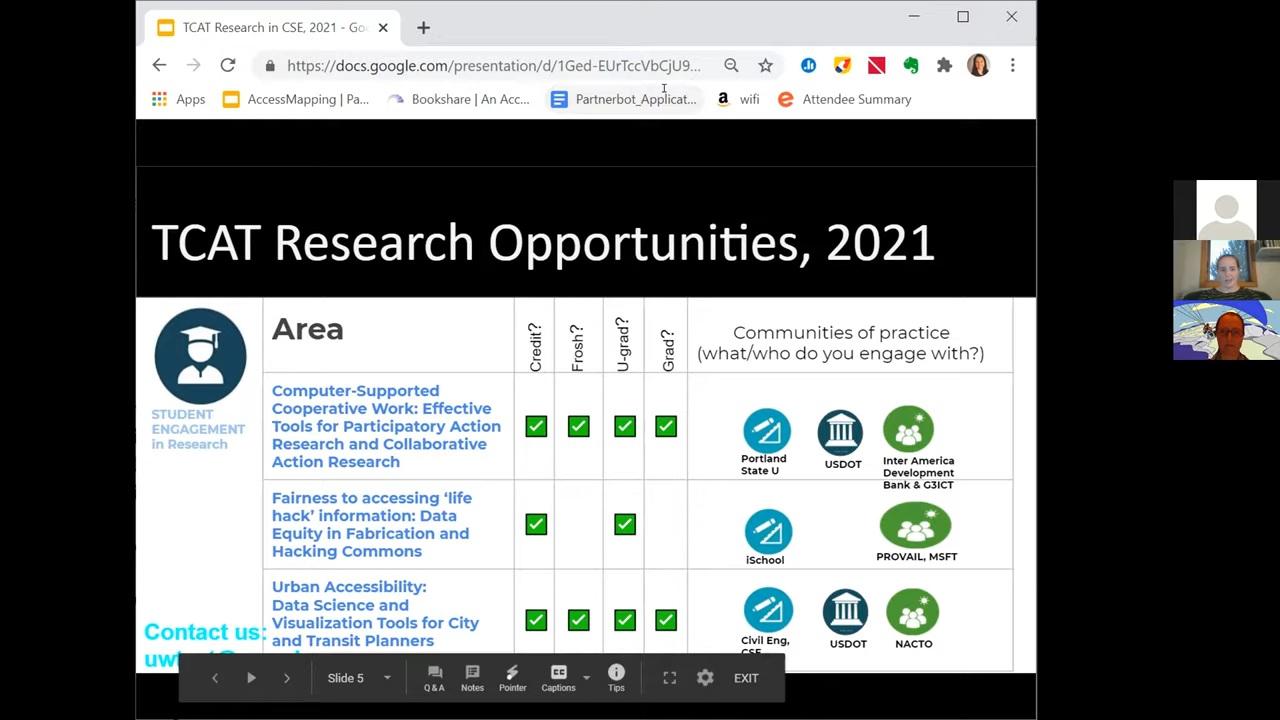 TCAT Research in CSE, 2021 - Go
https://docs.google.com/presentation/d/1Ged-EUrTccVbCjU9...
Apps
AccessMapping | Pa...
Bookshare | An Acc...
Partnerbot_Applicat...
wifi
Attendee Summary
TCAT Research Opportunities, 2021
STUDENT
ENGAGEMENT
in Research
Area
Credit?
Frosh?
U-grad?
Grad?
Communities of practice
(what/who do you engage with?)
Computer-Supported
Cooperative Work: Effective
Tools for Participatory Action
Research and Collaborative
Action Research
Portland
State U
USDOT
Inter America
Development
Bank & G3ICT
Fairness to accessing 'life
hack' information: Data
Equity in Fabrication and
Hacking Commons
iSchool
PROVAIL, MSFT
Urban Accessibility:
Data Science and
Visualization Tools for City
and Transit Planners
Civil Eng,
CSE
USDOT
NACTO
Contact us:
Slide 5
Q & A
Notes
Pointer
Captions
Tips
EXIT